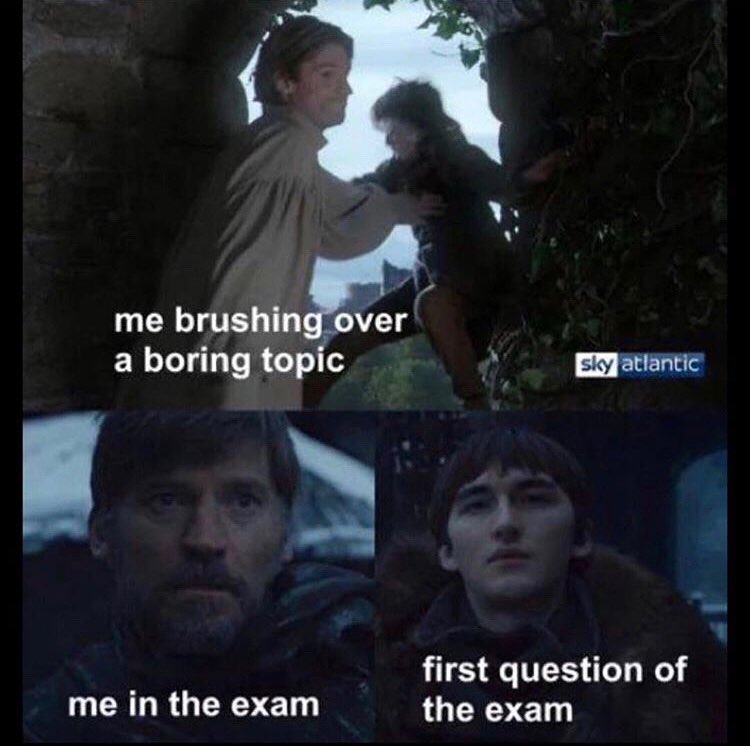 me brushing over
a boring topic
sky atlantic
me in the exam
first question of
the exam